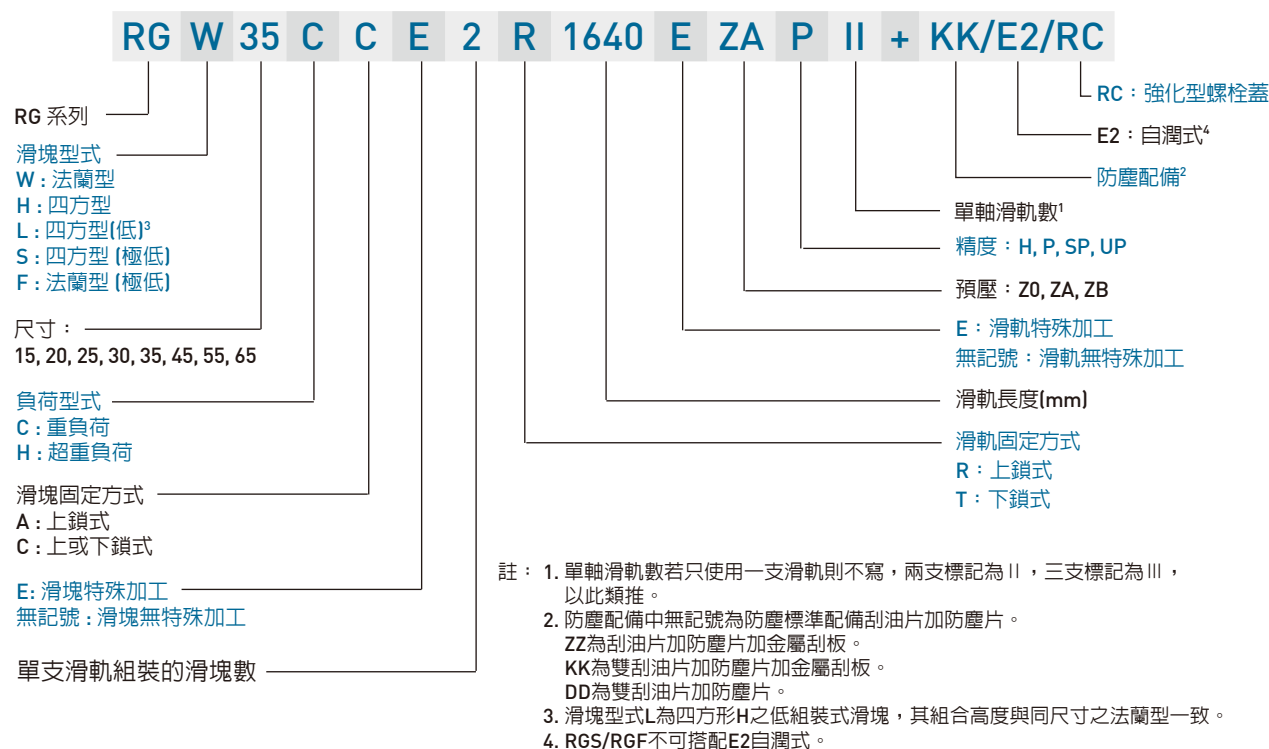 RG W 35 C C E 2 R 1640 E ZA P II + KK/E2/RC
RG 系列
滑塊型式
W : 法蘭型
H : 四方型
L : 四方型(低)³
S : 四方型 (極低)
F : 法蘭型 (極低)
尺寸：
15, 20, 25, 30, 35, 45, 55, 65
負荷型式
C : 重負荷
H : 超重負荷
滑塊固定方式
A : 上鎖式
C : 上或下鎖式
E: 滑塊特殊加工
無記號 : 滑塊無特殊加工
單支滑軌組裝的滑塊數
RC：強化型螺栓蓋
E2：自潤式⁴
防塵配備²
單軸滑軌數¹
精度：H, P, SP, UP
預壓：Z0, ZA, ZB
E：滑軌特殊加工
無記號：滑軌無特殊加工
滑軌長度(mm)
滑軌固定方式
R：上鎖式
T：下鎖式
註： 1. 單軸滑軌數若只使用一支滑軌則不寫，兩支標記為 II，三支標記為 III，
以此類推。
2. 防塵配備中無記號為防塵標準配備刮油片加防塵片。
ZZ為刮油片加防塵片加金屬刮板。
KK為雙刮油片加防塵片加金屬刮板。
DD為雙刮油片加防塵片。
3. 滑塊型式L為四方形H之低組裝式滑塊，其組合高度與同尺寸之法蘭型一致。
4. RGS/RGF不可搭配E2自潤式。